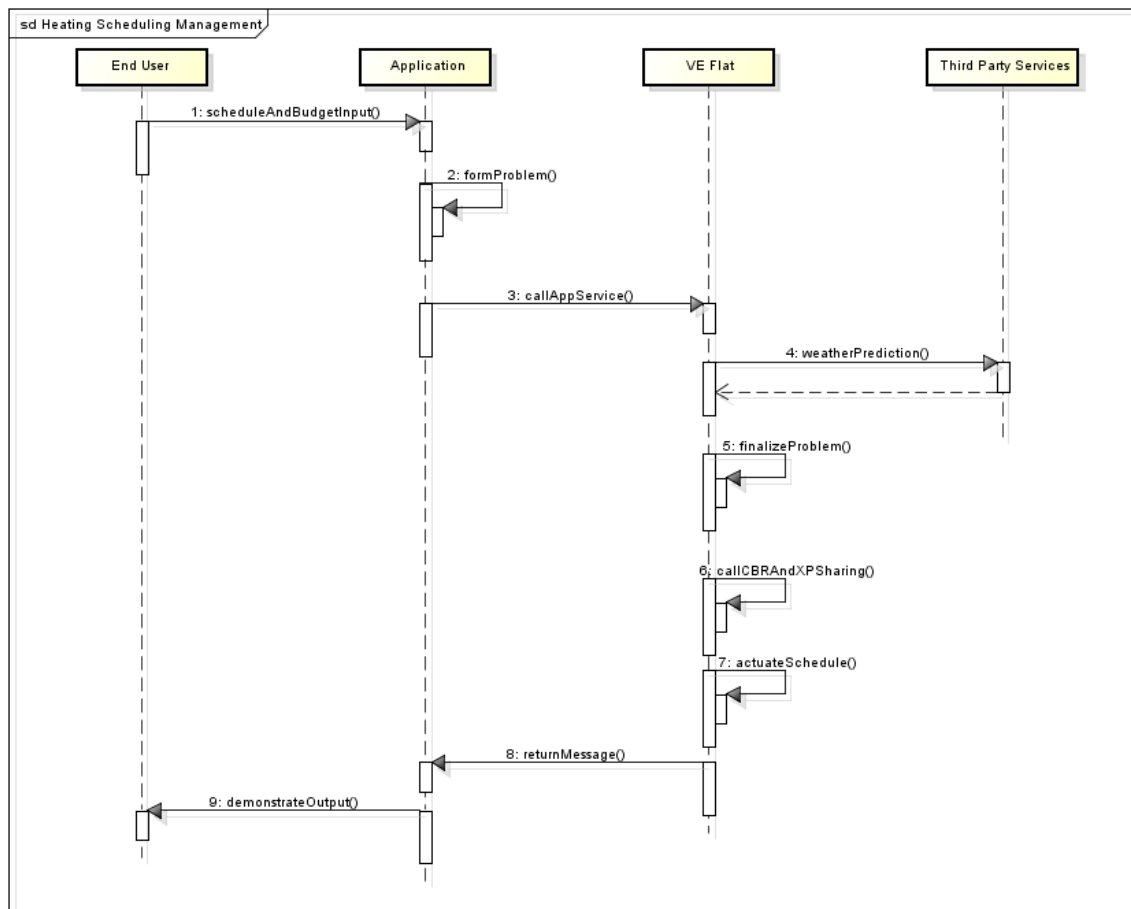 sd Heating Scheduling Management
End User
Application
VE Flat
Third Party Services
1: scheduleAndBudgetInput()
2: formProblem()
3: callAppService()
4: weatherPrediction()
5: finalizeProblem()
6: callCBRAndXPSharing()
7: actuateSchedule()
8: returnMessage()
9: demonstrateOutput()